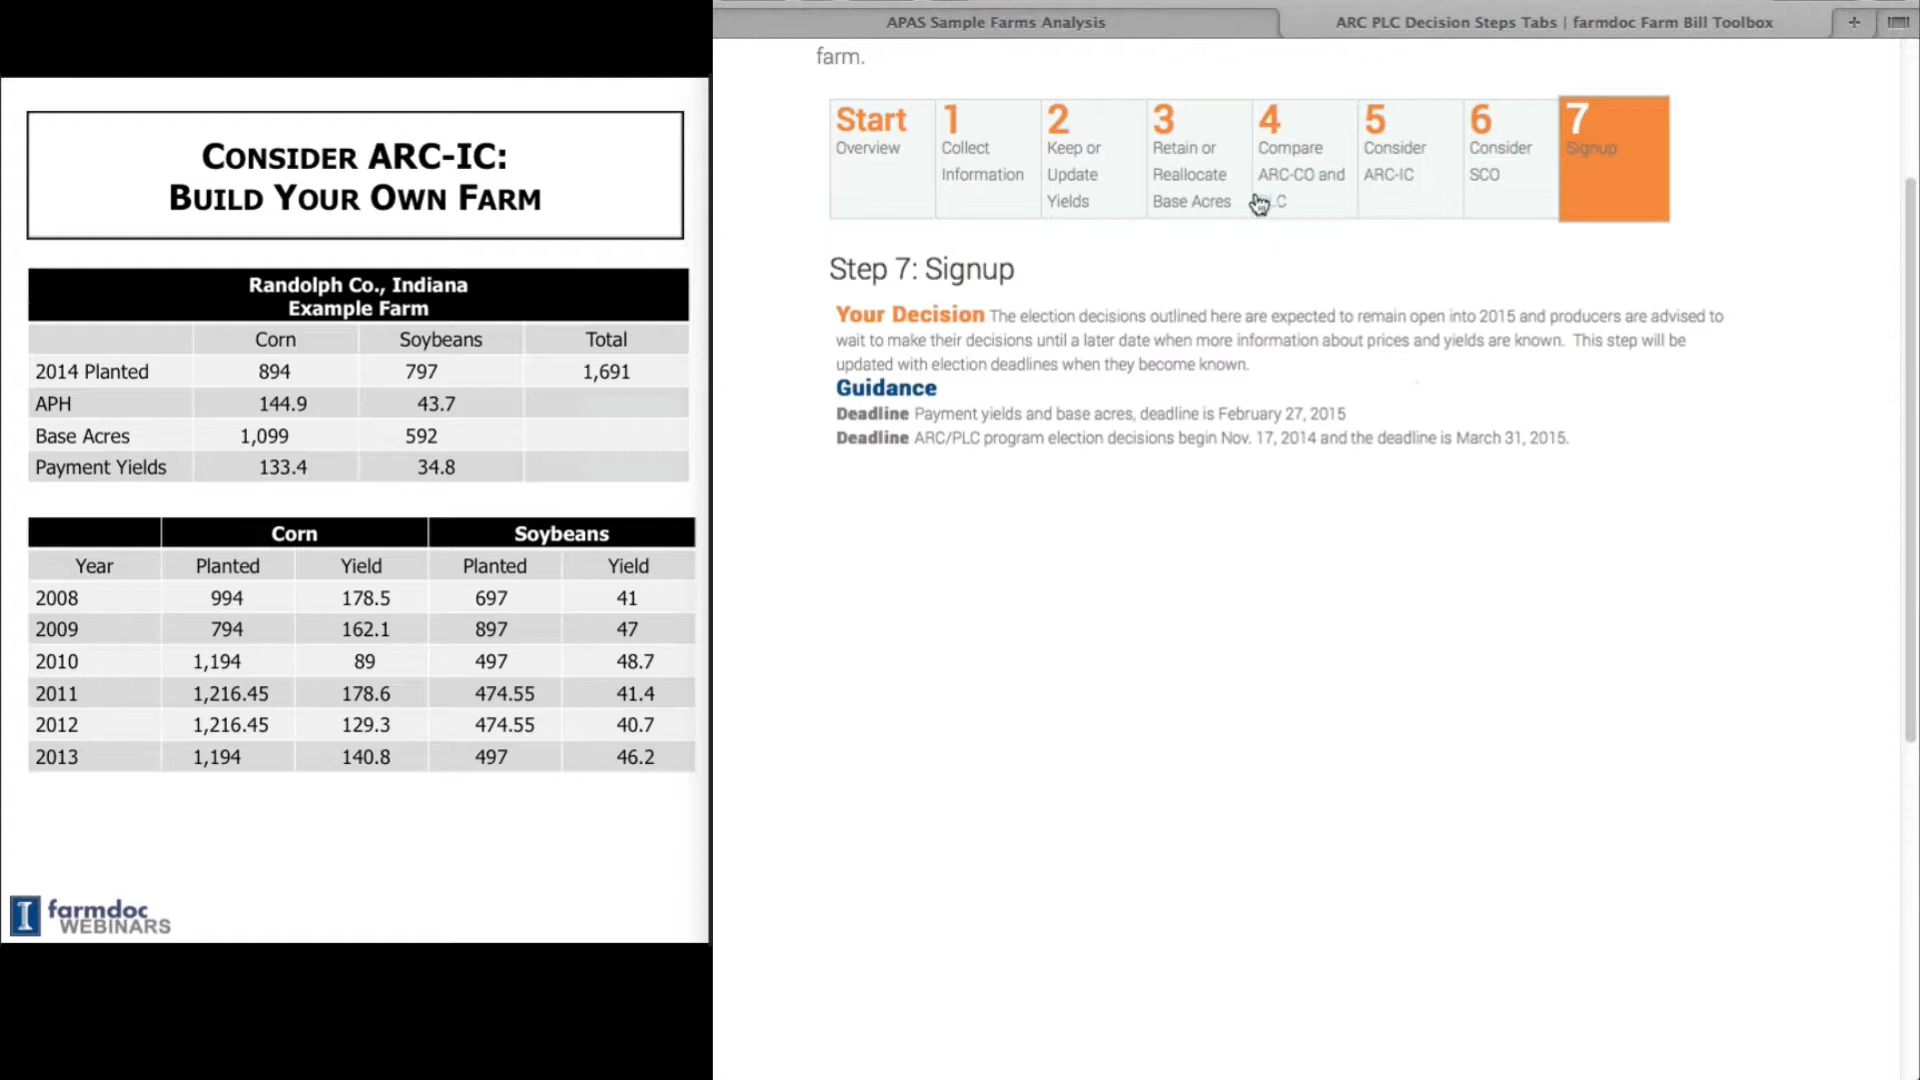 APAS Sample Farms Analysis
ARC PLC Decision Steps Tabs | farmdoc Farm Bill Toolbox
CONSIDER ARC-IC:
BUILD YOUR OWN FARM
Randolph Co., Indiana
Example Farm
Corn Soybeans Total
2014 Planted 894 797 1,691
APH 144.9 43.7
Base Acres 1,099 592
Payment Yields 133.4 34.8
Corn Soybeans
Year Planted Yield Planted Yield
2008 994 178.5 697 41
2009 794 162.1 897 47
2010 1,194 89 497 48.7
2011 1,216.45 178.6 474.55 41.4
2012 1,216.45 129.3 474.55 40.7
2013 1,194 140.8 497 46.2
I farmdoc
WEBINARS
farm.
Start
Overview
1
Collect
Information
2
Keep or
Update
Yields
3
Retain or
Reallocate
Base Acres
4
Compare
ARC-CO and
5
Consider
ARC-IC
6
Consider
SCO
7
Signup
Step 7: Signup
Your Decision The election decisions outlined here are expected to remain open into 2015 and producers are advised to
wait to make their decisions until a later date when more information about prices and yields are known. This step will be
updated with election deadlines when they become known.
Guidance
Deadline Payment yields and base acres, deadline is February 27, 2015
Deadline ARC/PLC program election decisions begin Nov. 17, 2014 and the deadline is March 31, 2015.